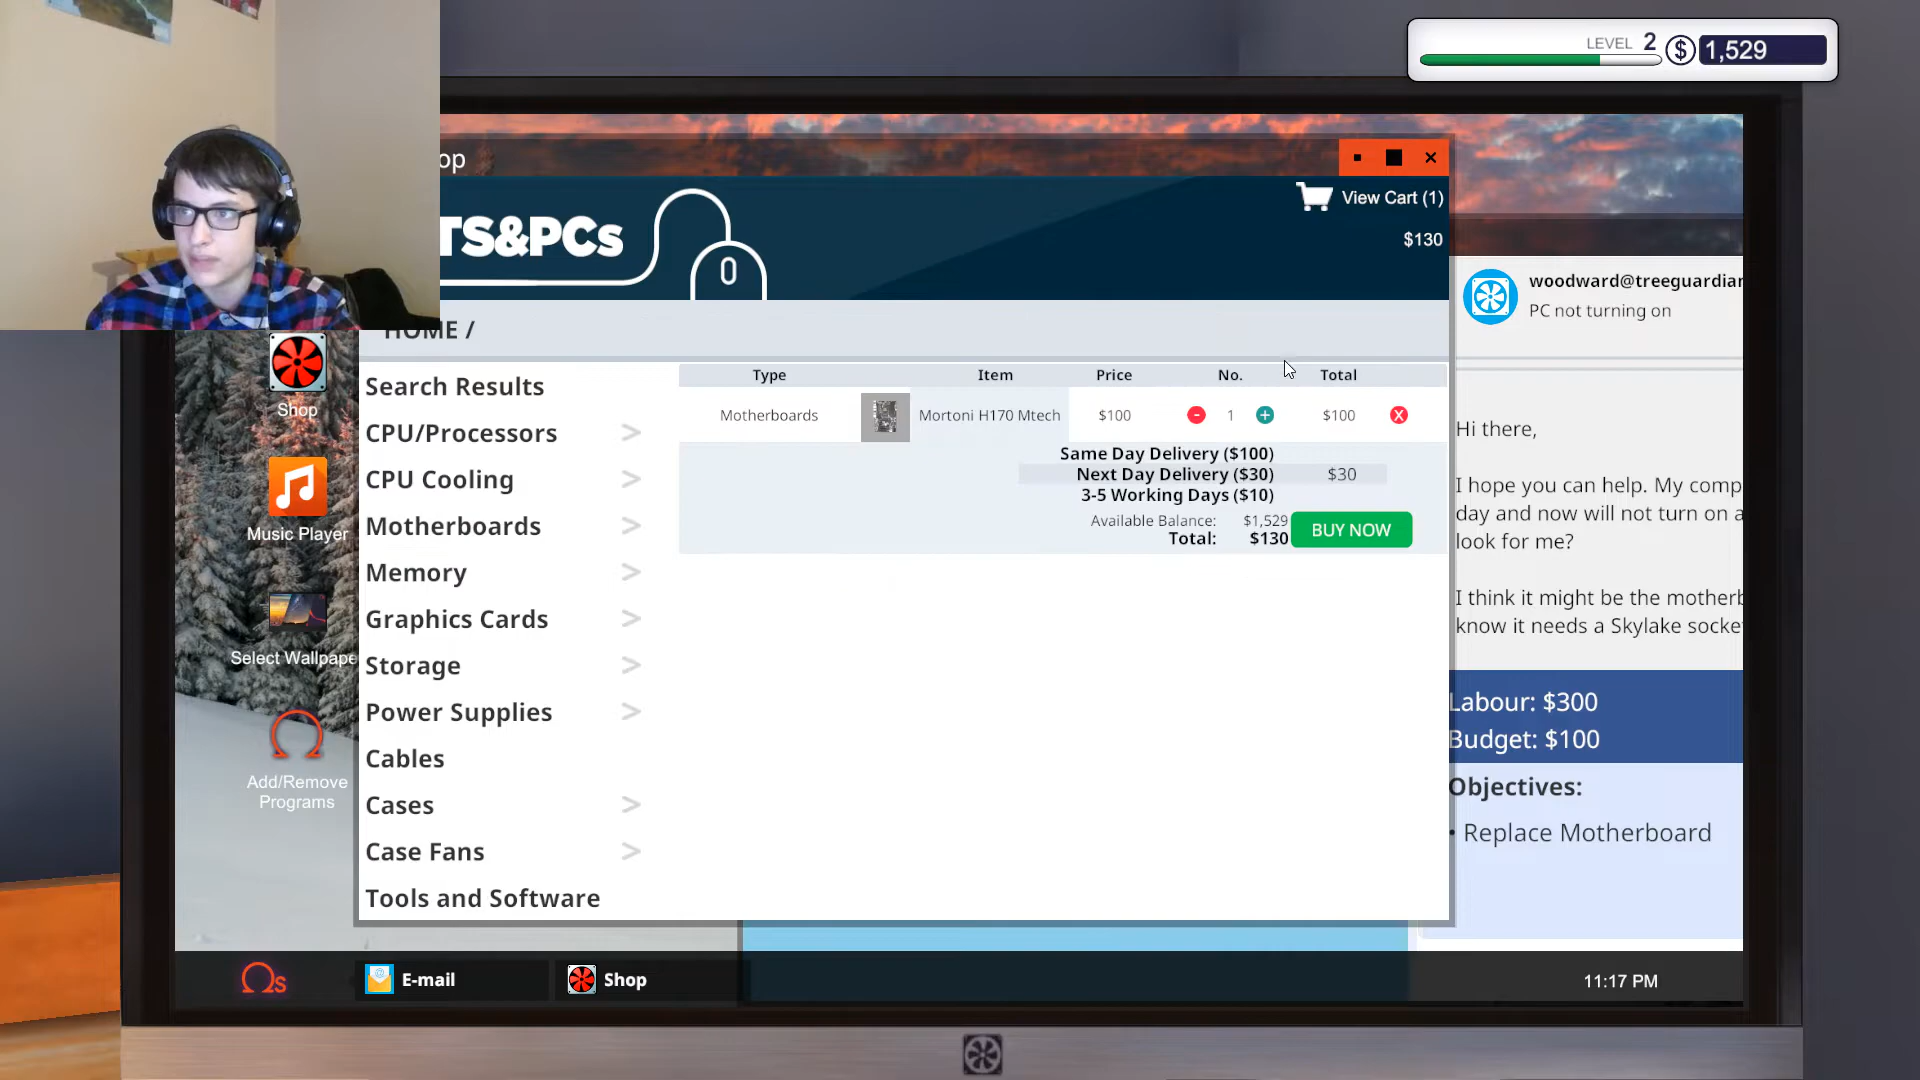 LEVEL 2 $ 1,529
op
View Cart (1)
TS&PCs
$130
HOME /
woodward@treeguardian
PC not turning on
Shop
Music Player
Select Wallpape
Add/Remove
Programs
Search Results
CPU/Processors >
CPU Cooling >
Motherboards >
Memory >
Graphics Cards >
Storage >
Power Supplies >
Cables
Cases >
Case Fans >
Tools and Software
Type Item Price No. Total
Motherboards Mortoni H170 Mtech $100 - 1 + $100 X
Same Day Delivery ($100)
Next Day Delivery ($30) $30
3-5 Working Days ($10)
Available Balance: $1,529
Total: $130
BUY NOW
Hi there,
I hope you can help. My comp
day and now will not turn on a
look for me?
I think it might be the motherb
know it needs a Skylake socke
Labour: $300
Budget: $100
Objectives:
• Replace Motherboard
Ωs
E-mail
Shop
11:17 PM